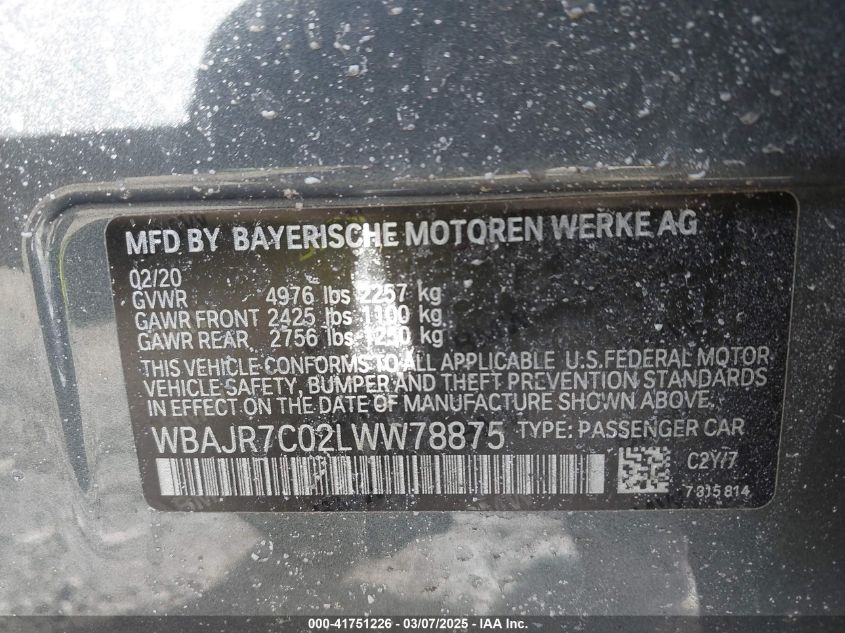 MFD BY BAYERISCHE MOTOREN WERKE AG
02/20
GVWR 4976 lbs 2257 kg
GAWR FRONT 2425 lbs 1100 kg
GAWR REAR 2756 lbs 1250 kg
THIS VEHICLE CONFORMS TO ALL APPLICABLE U.S.FEDERAL MOTOR
VEHICLE SAFETY, BUMPER AND THEFT PREVENTION STANDARDS
IN EFFECT ON THE DATE OF MANUFACTURE SHOWN ABOVE.
WBAJR7C02LWW78875 TYPE: PASSENGER CAR
C2Y/7
7815814
000-41751226 - 03/07/2025 - IAA Inc.